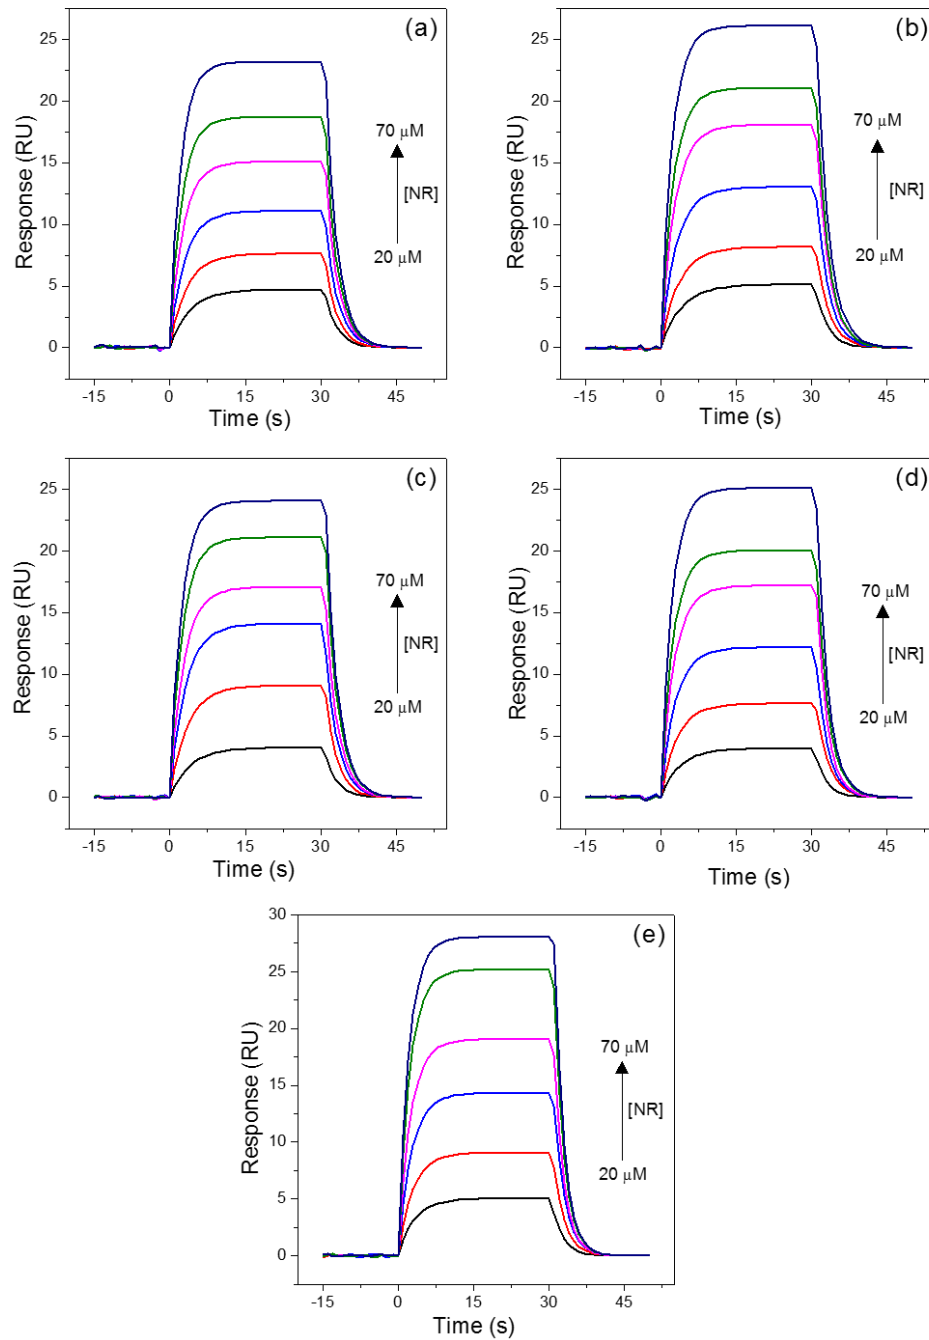 (a)
25
20
15
10
5
0
Response (RU)
70 μM
[NR]
20 μM
-15 0 15 30 45
Time (s)
(b)
25
20
15
10
5
0
Response (RU)
70 μM
[NR]
20 μM
-15 0 15 30 45
Time (s)
(c)
25
20
15
10
5
0
Response (RU)
70 μM
[NR]
20 μM
-15 0 15 30 45
Time (s)
(d)
25
20
15
10
5
0
Response (RU)
70 μM
[NR]
20 μM
-15 0 15 30 45
Time (s)
(e)
30
25
20
15
10
5
0
Response (RU)
70 μM
[NR]
20 μM
-15 0 15 30 45
Time (s)